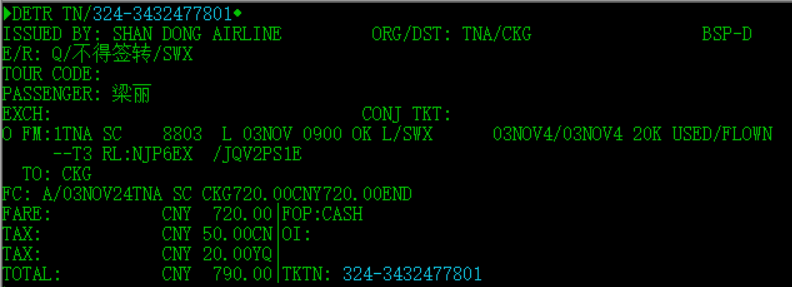 ▶DETR TN/324-3432477801◆
ISSUED BY: SHAN DONG AIRLINE ORG/DST: TNA/CKG BSP-D
E/R: Q/不得签转/SWX
TOUR CODE:
PASSENGER: 梁丽
EXCH: CONJ TKT:
O FM:1TNA SC 8803 L 03NOV 0900 OK L/SWX 03NOV4/03NOV4 20K USED/FLOWN
--T3 RL:NJP6EX /JQV2PS1E
TO: CKG
FC: A/03NOV24TNA SC CKG720.00CNY720.00END
FARE: CNY 720.00|FOP:CASH
TAX: CNY 50.00CN|OI:
TAX: CNY 20.00YQ|
TOTAL: CNY 790.00|TKTN: 324-3432477801